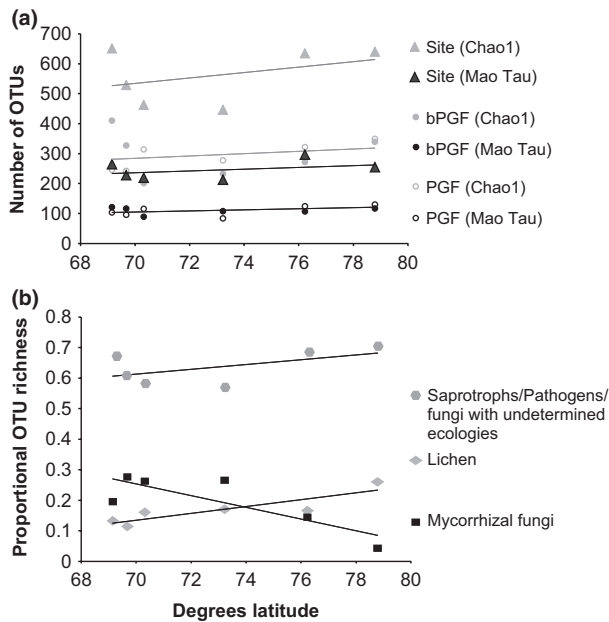 (a)
700
600
500
400
300
200
100
0
Number of OTUs
68 70 72 74 76 78 80
Site (Chao1)
Site (Mao Tau)
bPGF (Chao1)
bPGF (Mao Tau)
PGF (Chao1)
PGF (Mao Tau)
(b)
0.8
0.7
0.6
0.5
0.4
0.3
0.2
0.1
0
Proportional OTU richness
68 70 72 74 76 78 80
Degrees latitude
Saprotrophs/Pathogens/
fungi with undetermined
ecologies
Lichen
Mycorrhizal fungi